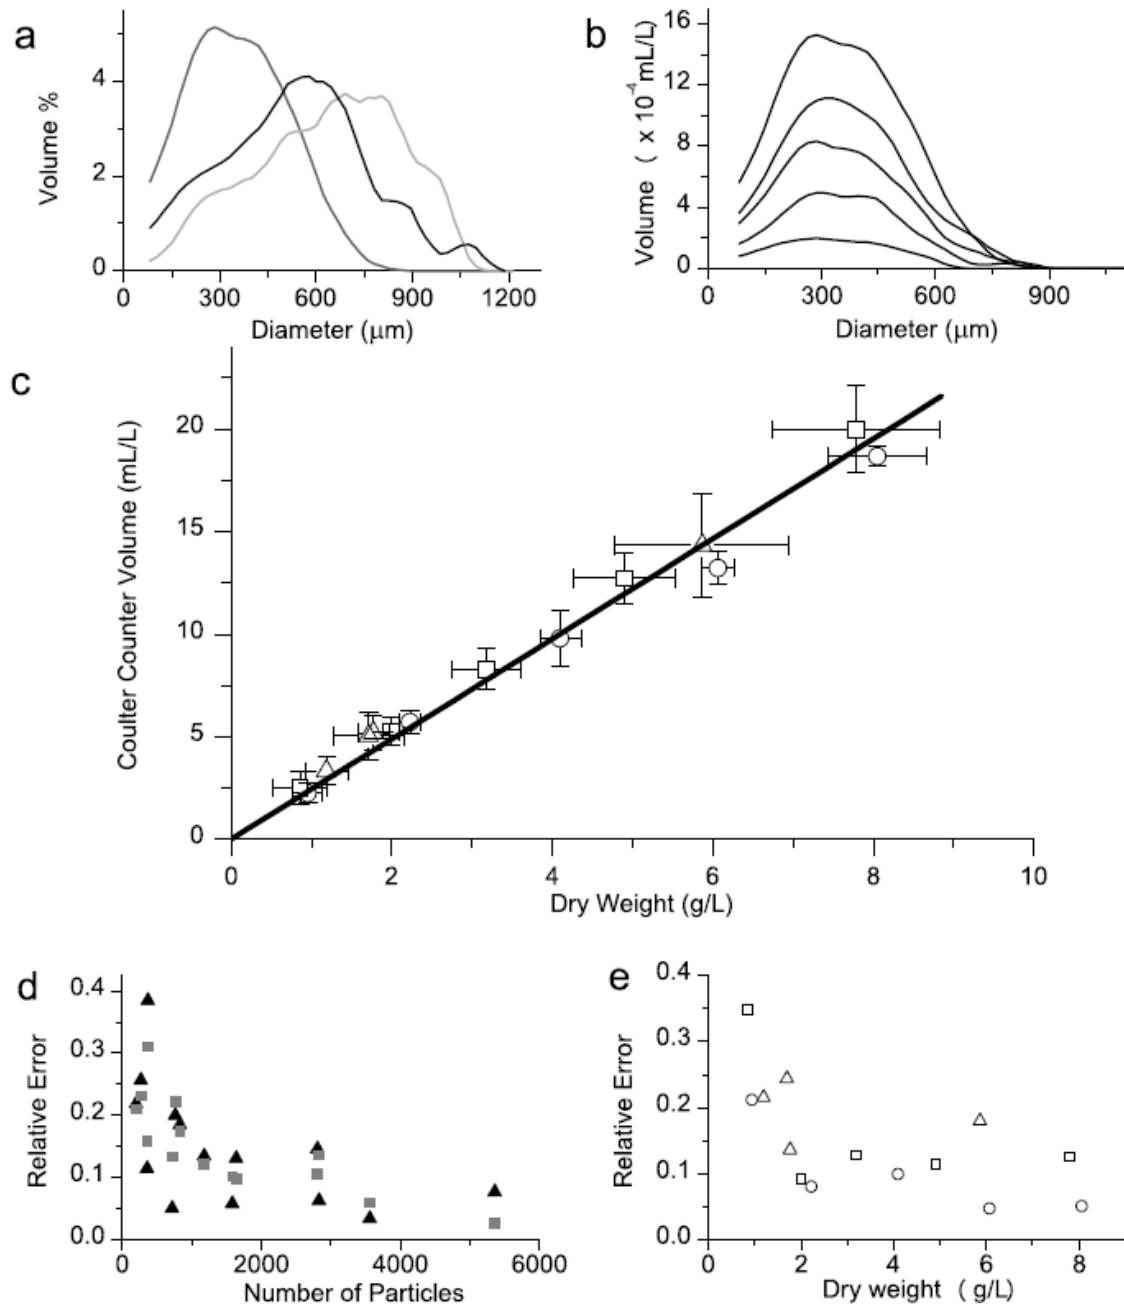 a
Volume %
4
2
0
0 300 600 900 1200
Diameter (μm)
b
Volume ( x 10⁻⁴ mL/L)
16
12
8
4
0
0 300 600 900
Diameter (μm)
c
Coulter Counter Volume (mL/L)
20
15
10
5
0
0 2 4 6 8 10
Dry Weight (g/L)
d
Relative Error
0.4
0.3
0.2
0.1
0.0
0 2000 4000 6000
Number of Particles
e
Relative Error
0.4
0.3
0.2
0.1
0.0
0 2 4 6 8
Dry weight ( g/L)